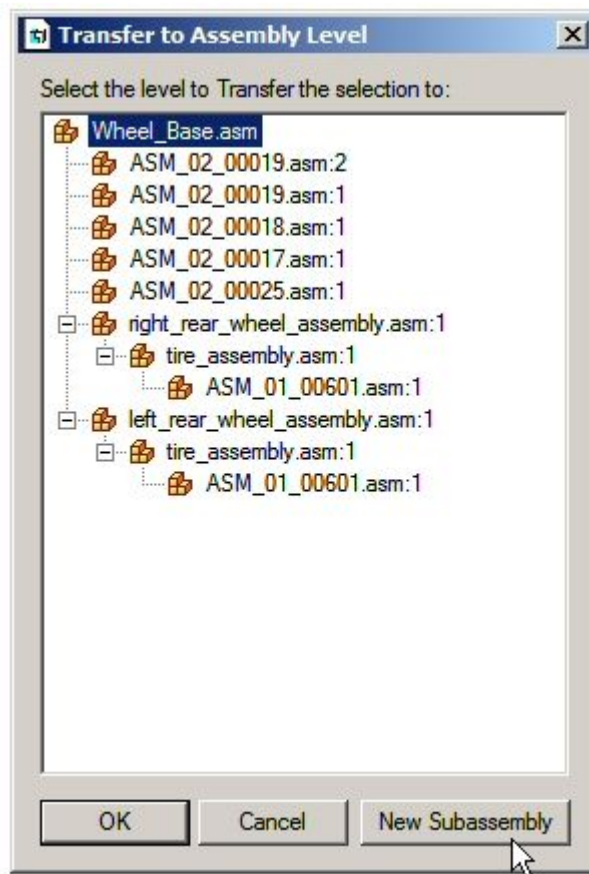 Transfer to Assembly Level
Select the level to Transfer the selection to:
Wheel_Base.asm
ASM_02_00019.asm:2
ASM_02_00019.asm:1
ASM_02_00018.asm:1
ASM_02_00017.asm:1
ASM_02_00025.asm:1
right_rear_wheel_assembly.asm:1
tire_assembly.asm:1
ASM_01_00601.asm:1
left_rear_wheel_assembly.asm:1
tire_assembly.asm:1
ASM_01_00601.asm:1
OK Cancel New Subassembly